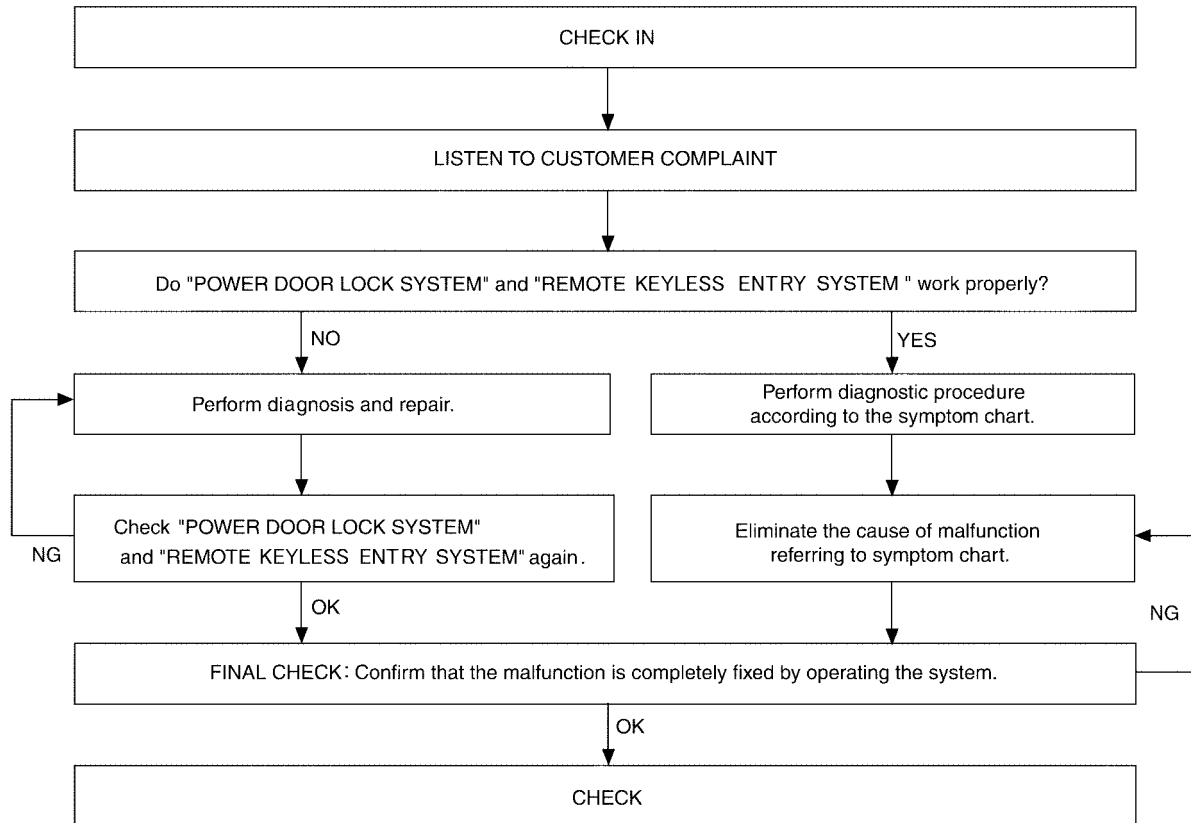 CHECK IN
LISTEN TO CUSTOMER COMPLAINT
Do "POWER DOOR LOCK SYSTEM" and "REMOTE KEYLESS ENTRY SYSTEM" work properly?
NO
YES
Perform diagnosis and repair.
Perform diagnostic procedure
according to the symptom chart.
Check "POWER DOOR LOCK SYSTEM"
and "REMOTE KEYLESS ENTRY SYSTEM" again.
NG
Eliminate the cause of malfunction
referring to symptom chart.
OK
NG
FINAL CHECK: Confirm that the malfunction is completely fixed by operating the system.
OK
CHECK